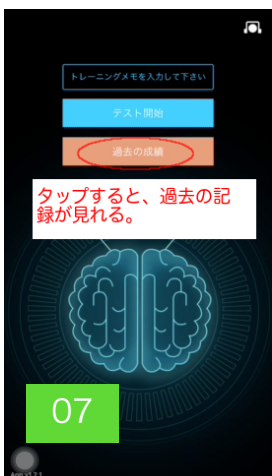 トレーニングメモを入力して下さい
テスト開始
過去の成績
タップすると、過去の記
録が見れる。
07